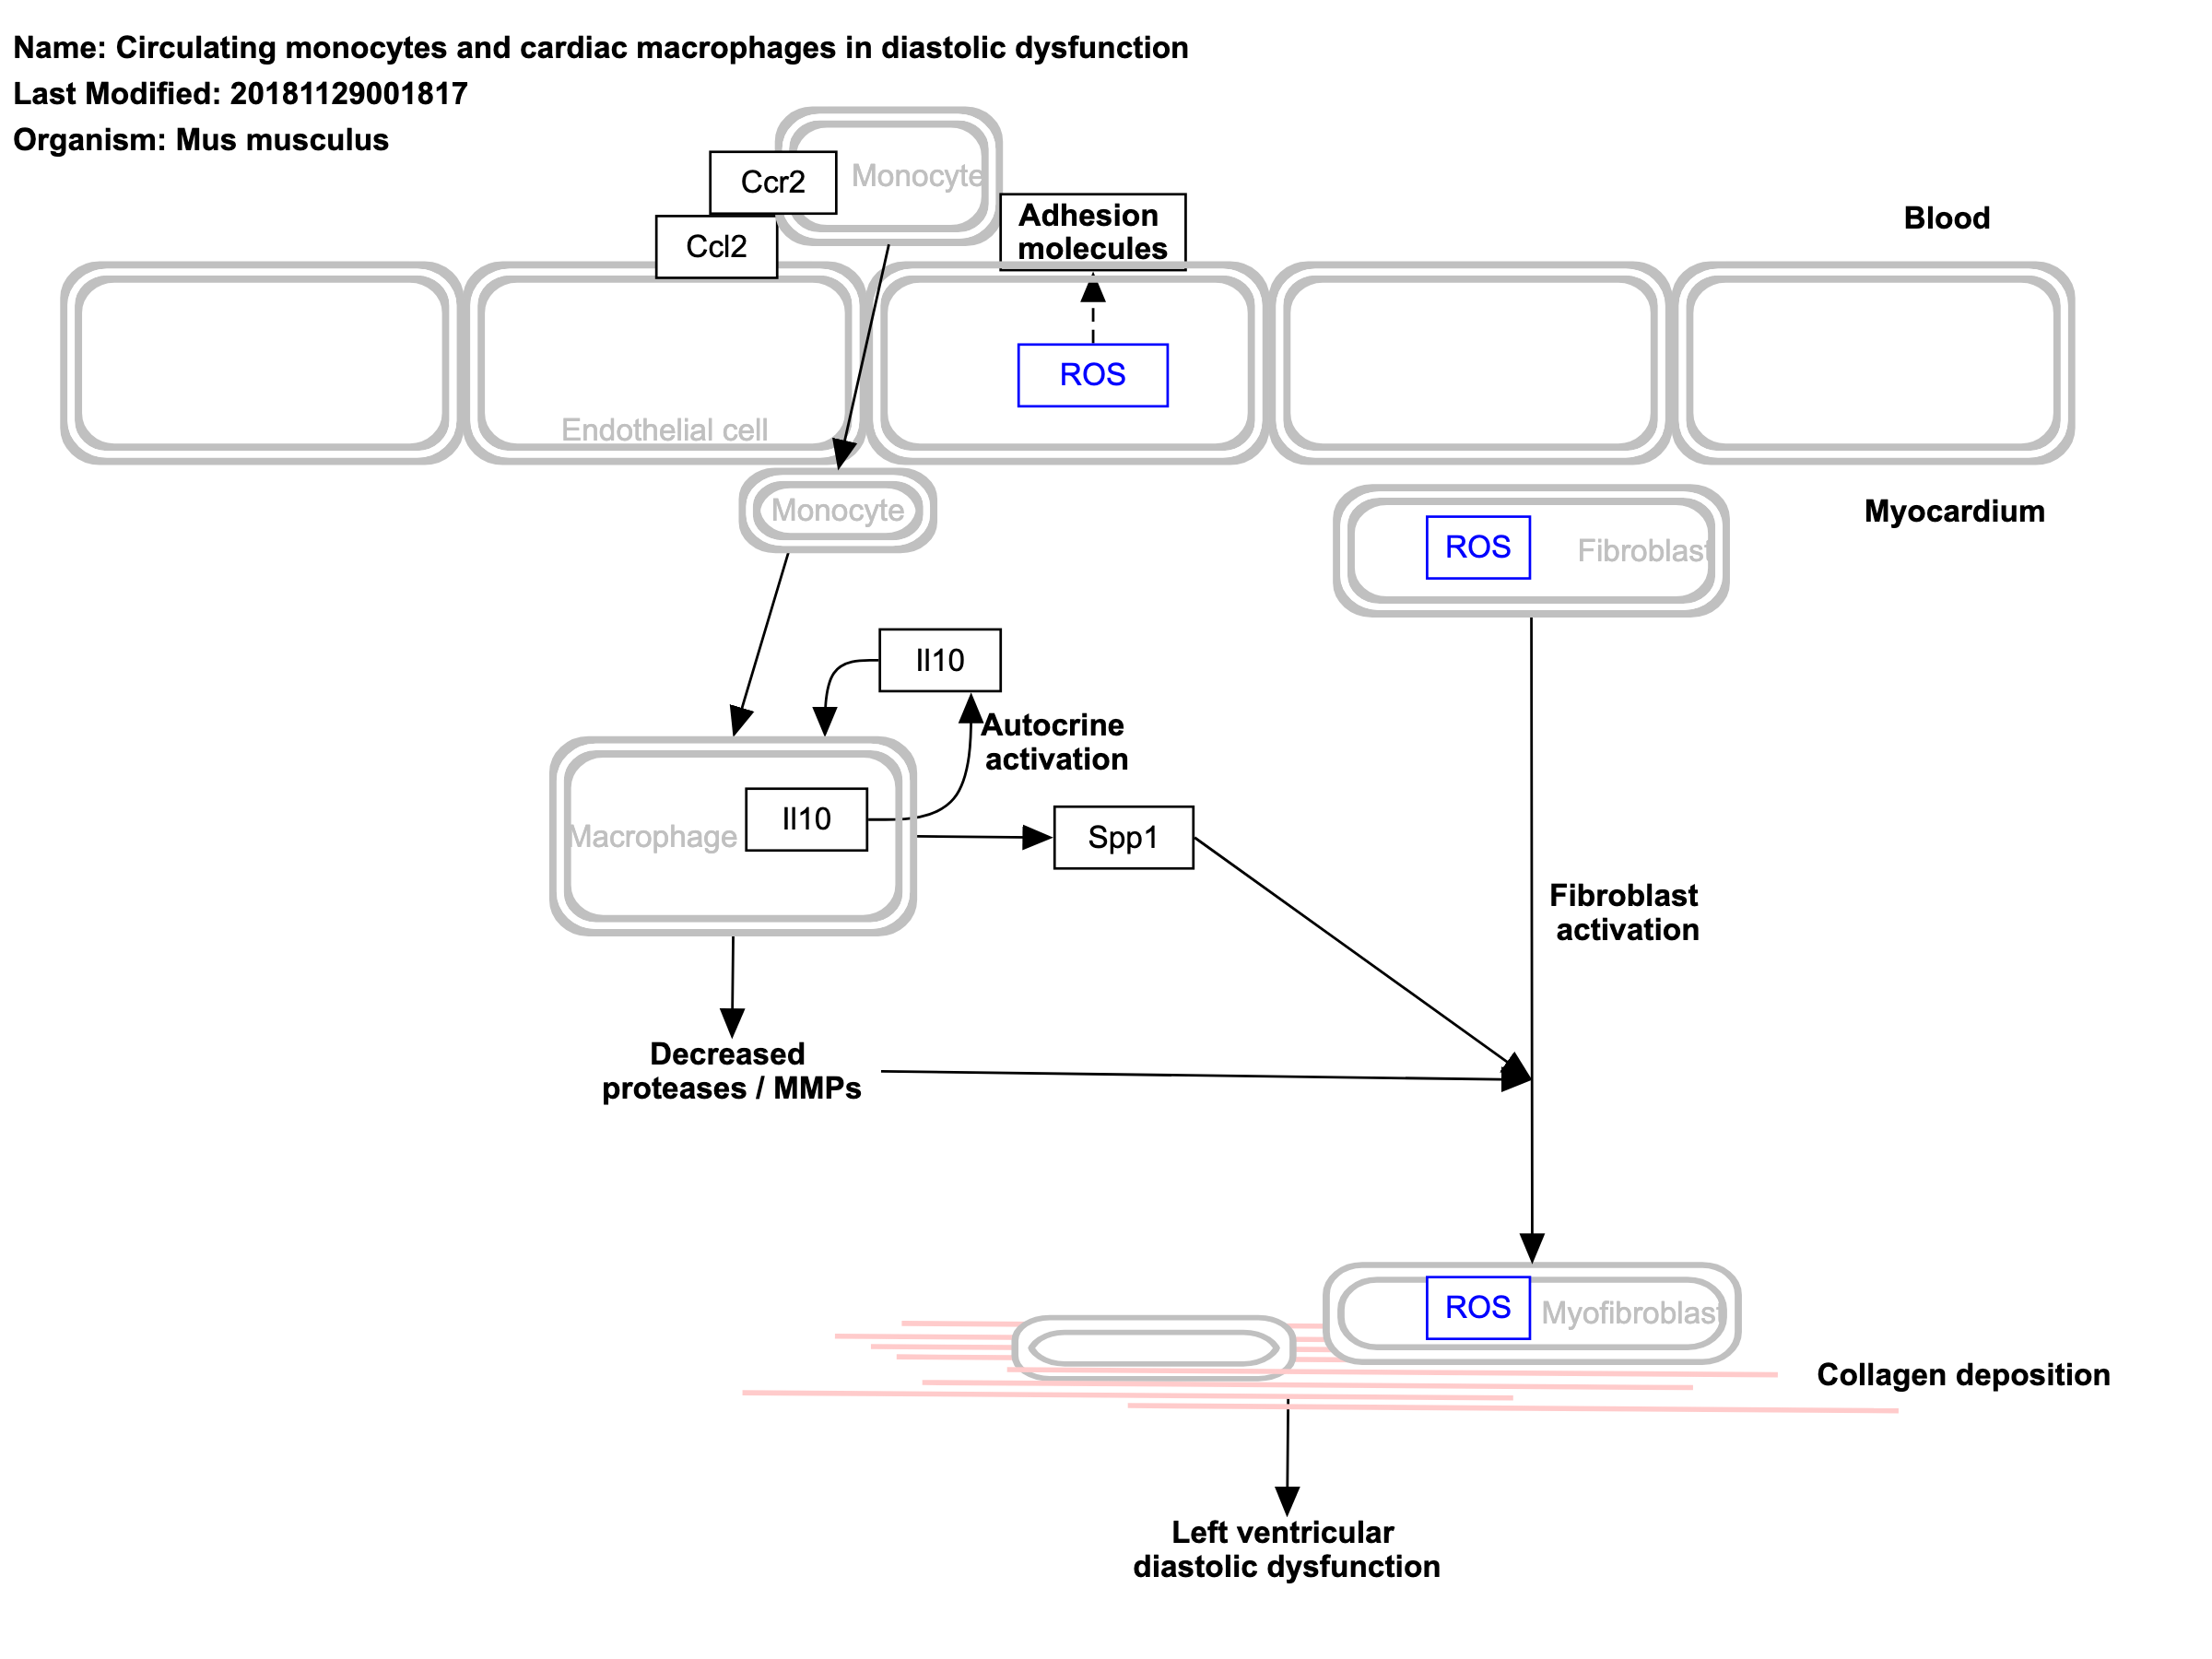 Name: Circulating monocytes and cardiac macrophages in diastolic dysfunction
Last Modified: 20181129001817
Organism: Mus musculus
Monocyte
Ccr2
Adhesion
molecules
Blood
Ccl2
ROS
Endothelial cell
Monocyte
Myocardium
ROS
Fibroblast
Il10
Autocrine
activation
Il10
Macrophage
Spp1
Fibroblast
activation
Decreased
proteases / MMPs
ROS
Myofibroblast
Collagen deposition
Left ventricular
diastolic dysfunction